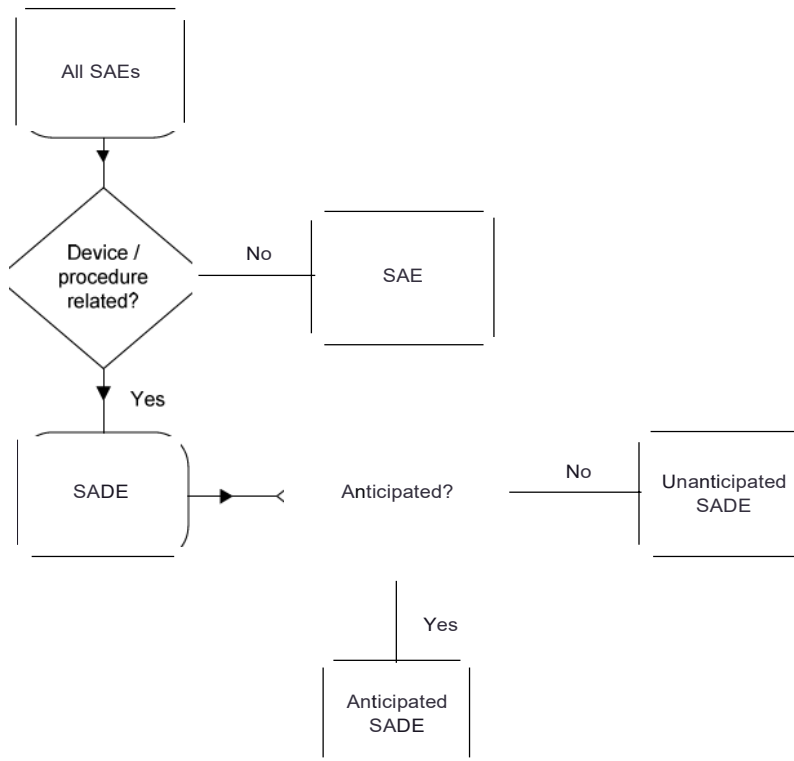 All SAEs
Device /
procedure
related?
No
SAE
Yes
SADE
Anticipated?
No
Unanticipated
SADE
Yes
Anticipated
SADE